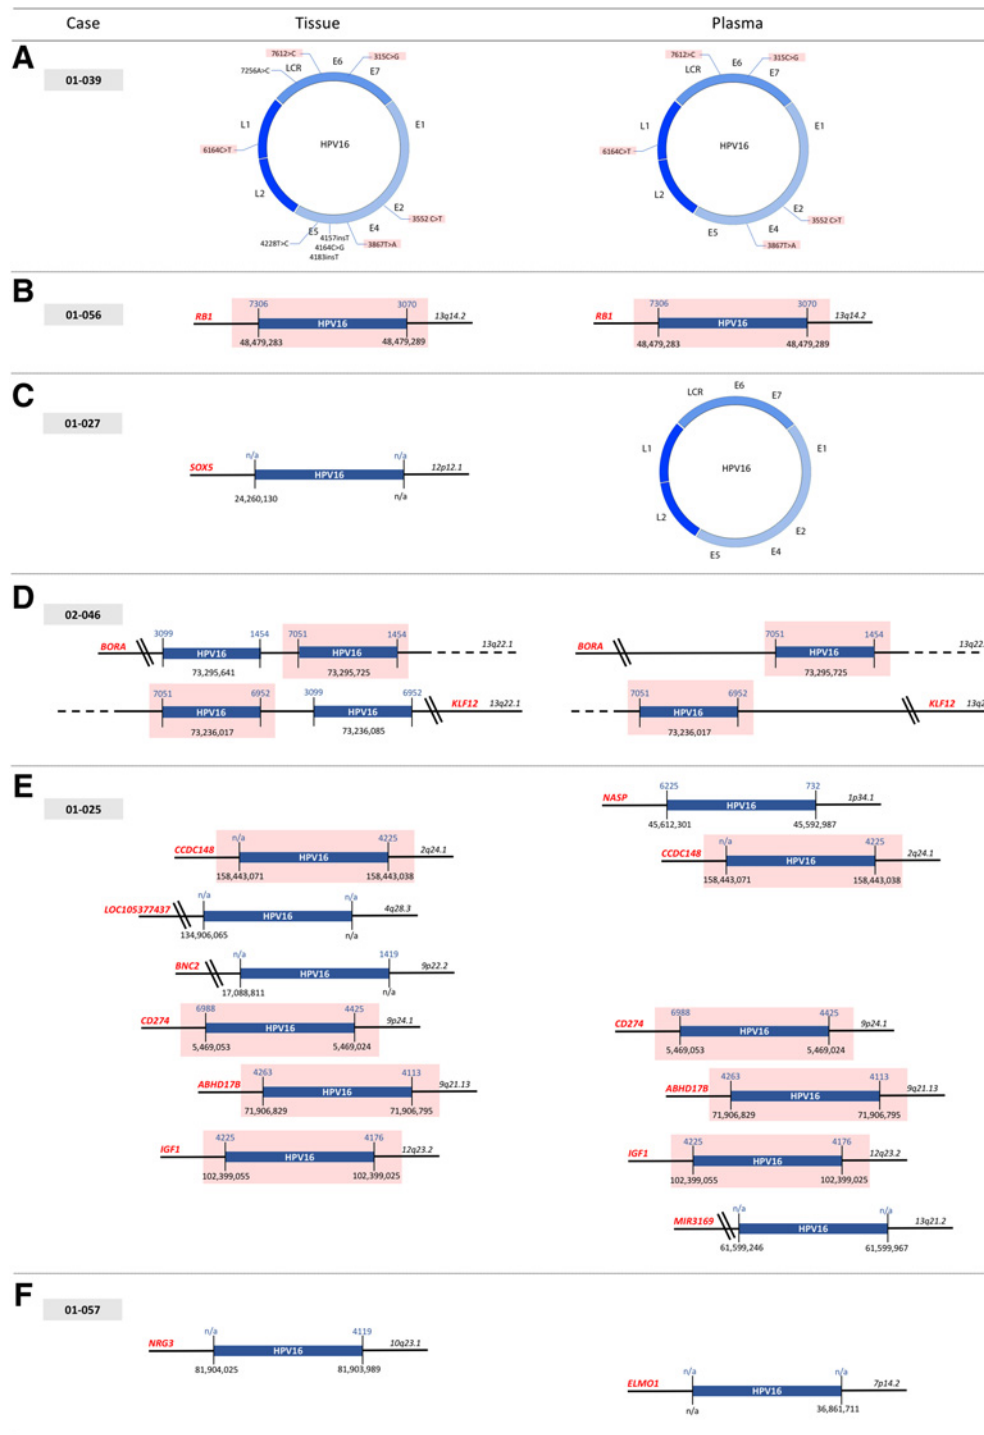 Case Tissue Plasma
A
01-039
7612>C E6 315C>G
7256A>C LCR E7
L1 E1
6164C>T HPV16
L2 E2
3552 C>T
E5 E4
4228T>C 4157insT 3867T>A
4164C>G
4183insT
7612>C E6 315C>G
LCR E7
L1 E1
6164C>T HPV16
L2 E2
3552 C>T
E5 E4
3867T>A
B
01-056
7306 3070
RB1 HPV16 13q14.2
48,479,283 48,479,289
7306 3070
RB1 HPV16 13q14.2
48,479,283 48,479,289
C
01-027
n/a n/a
SOX5 HPV16 12p12.1
24,260,130 n/a
LCR E6 E7
L1 E1
HPV16
L2 E2
E5 E4
D
02-046
3099 1454 7051 1454
BORA HPV16 HPV16 13q22.1
73,295,641 73,295,725
7051 6952 3099 6952
HPV16 HPV16 KLF12 13q22.1
73,236,017 73,236,085
7051 1454
BORA HPV16 13q22.
73,295,725
7051 6952
HPV16 KLF12 13q2
73,236,017
E
01-025
n/a 4225
CCDC148 HPV16 2q24.1
158,443,071 158,443,038
n/a n/a
LOC105377437 HPV16 4q28.3
134,906,065 n/a
n/a 1419
BNC2 HPV16 9p22.2
17,088,811 n/a
6988 4425
CD274 HPV16 9p24.1
5,469,053 5,469,024
4263 4113
ABHD17B HPV16 9q21.13
71,906,829 71,906,795
4225 4176
IGF1 HPV16 12q23.2
102,399,055 102,399,025
6225 732
NASP HPV16 1p34.1
45,612,301 45,592,987
n/a 4225
CCDC148 HPV16 2q24.1
158,443,071 158,443,038
6988 4425
CD274 HPV16 9p24.1
5,469,053 5,469,024
4263 4113
ABHD17B HPV16 9q21.13
71,906,829 71,906,795
4225 4176
IGF1 HPV16 12q23.2
102,399,055 102,399,025
n/a n/a
MIR3169 HPV16 13q21.2
61,599,246 61,599,967
F
01-057
n/a 4119
NRG3 HPV16 10q23.1
81,904,025 81,903,989
n/a n/a
ELMO1 HPV16 7p14.2
n/a 36,861,711